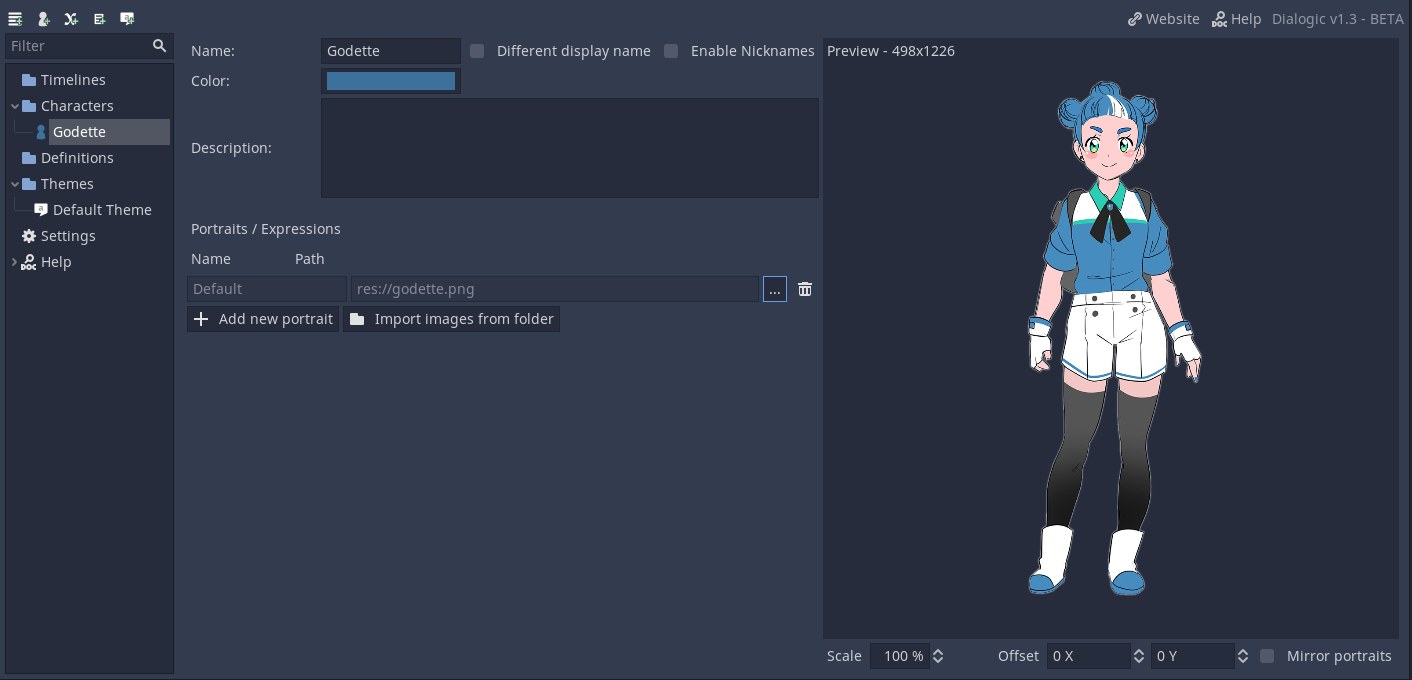 Website Help Dialogic v1.3 - BETA
Filter
Timelines
Characters
Godette
Definitions
Themes
Default Theme
Settings
Help
Name: Godette Different display name Enable Nicknames
Color:
Description:
Portraits / Expressions
Name Path
Default res://godette.png ...
Add new portrait Import images from folder
Preview - 498x1226
Scale 100 % Offset 0 X 0 Y Mirror portraits